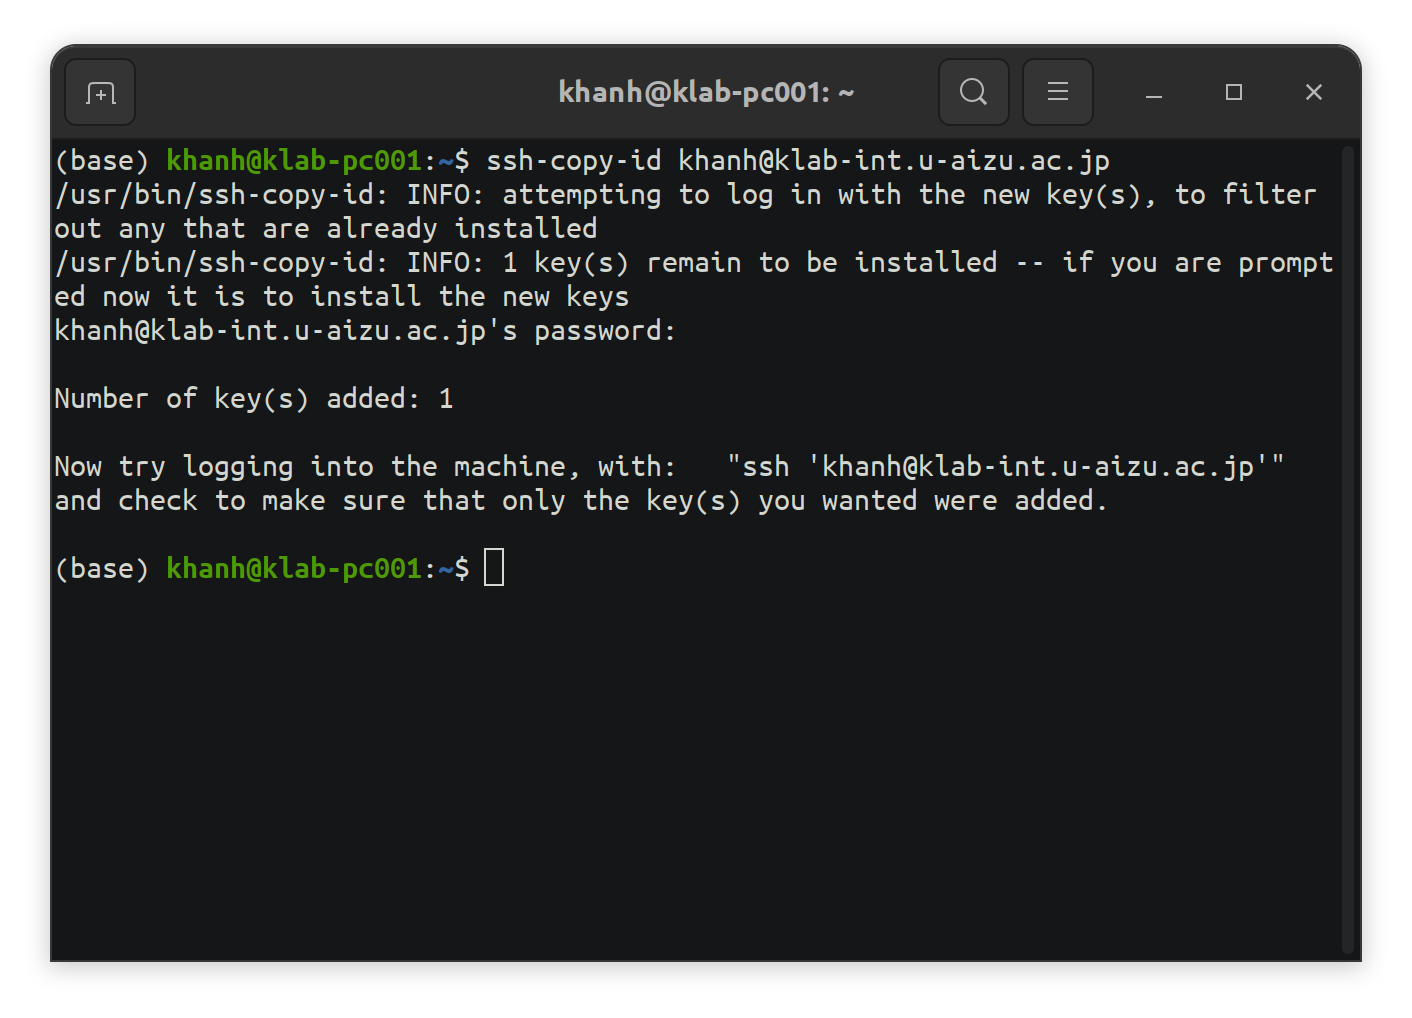 khanh@klab-pc001: ~
(base) khanh@klab-pc001:~$ ssh-copy-id khanh@klab-int.u-aizu.ac.jp
/usr/bin/ssh-copy-id: INFO: attempting to log in with the new key(s), to filter
out any that are already installed
/usr/bin/ssh-copy-id: INFO: 1 key(s) remain to be installed -- if you are prompt
ed now it is to install the new keys
khanh@klab-int.u-aizu.ac.jp's password:
Number of key(s) added: 1
Now try logging into the machine, with:   "ssh 'khanh@klab-int.u-aizu.ac.jp'"
and check to make sure that only the key(s) you wanted were added.
(base) khanh@klab-pc001:~$